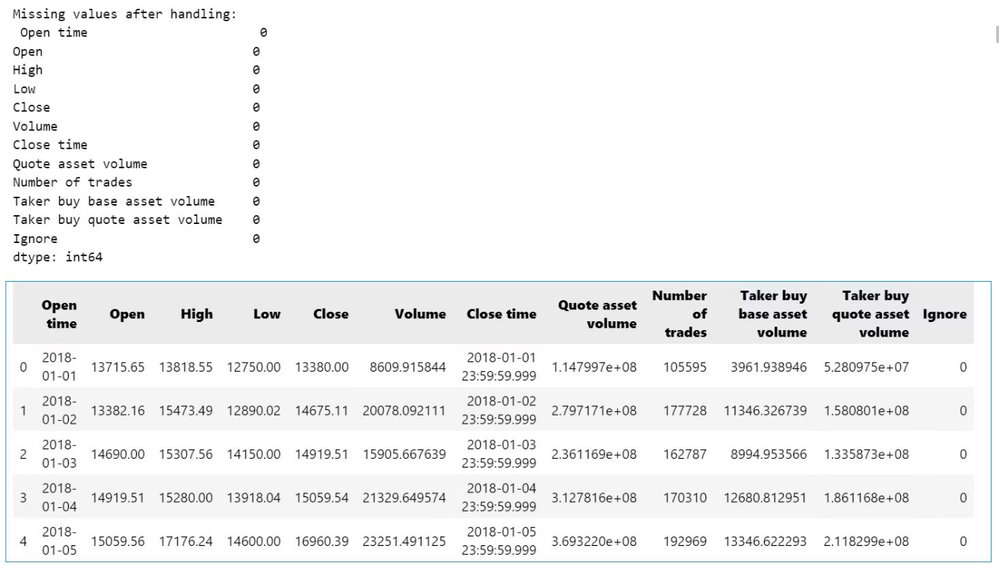 Missing values after handling:
 Open time                       0
Open                            0
High                            0
Low                             0
Close                           0
Volume                          0
Close time                      0
Quote asset volume              0
Number of trades                0
Taker buy base asset volume     0
Taker buy quote asset volume    0
Ignore                          0
dtype: int64
Open time Open High Low Close Volume Close time Quote asset volume Number of trades Taker buy base asset volume Taker buy quote asset volume Ignore
0 2018-01-01 13715.65 13818.55 12750.00 13380.00 8609.915844 2018-01-01 23:59:59.999 1.147997e+08 105595 3961.938946 5.280975e+07 0
1 2018-01-02 13382.16 15473.49 12890.02 14675.11 20078.092111 2018-01-02 23:59:59.999 2.797171e+08 177728 11346.326739 1.580801e+08 0
2 2018-01-03 14690.00 15307.56 14150.00 14919.51 15905.667639 2018-01-03 23:59:59.999 2.361169e+08 162787 8994.953566 1.335873e+08 0
3 2018-01-04 14919.51 15280.00 13918.04 15059.54 21329.649574 2018-01-04 23:59:59.999 3.127816e+08 170310 12680.812951 1.861168e+08 0
4 2018-01-05 15059.56 17176.24 14600.00 16960.39 23251.491125 2018-01-05 23:59:59.999 3.693220e+08 192969 13346.622293 2.118299e+08 0